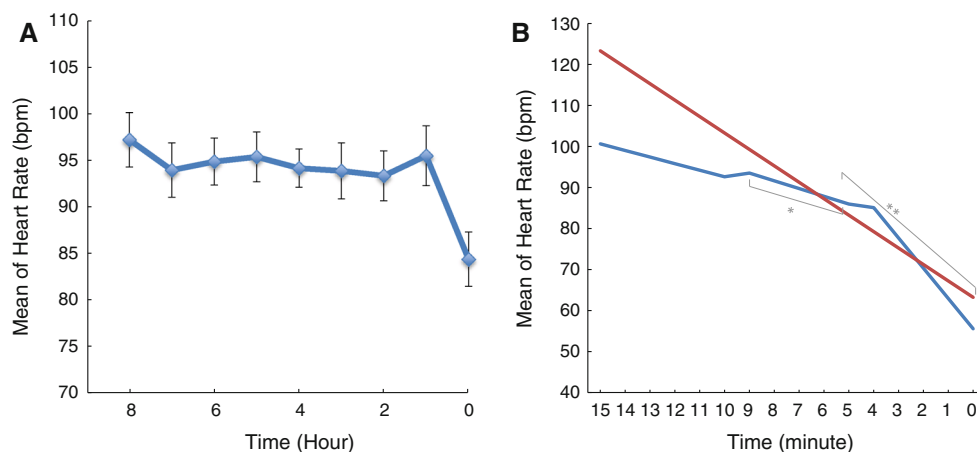 A
Mean of Heart Rate (bpm)
110
105
100
95
90
85
80
75
70
8 6 4 2 0
Time (Hour)
B
Mean of Heart Rate (bpm)
130
120
110
100
90
80
70
60
50
40
*
**
15 14 13 12 11 10 9 8 7 6 5 4 3 2 1 0
Time (minute)